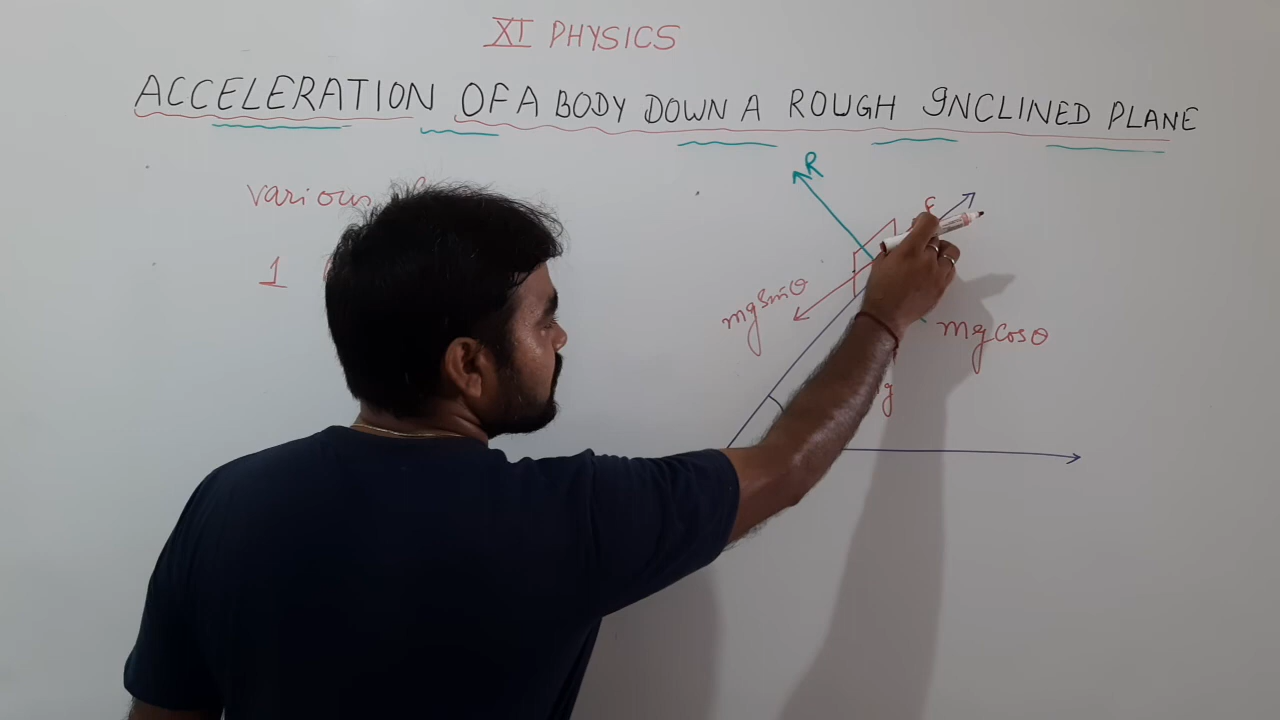 XI PHYSICS
ACCELERATION OF A BODY DOWN A ROUGH INCLINED PLANE
various
R
mg Sinθ
1
mg Cosθ